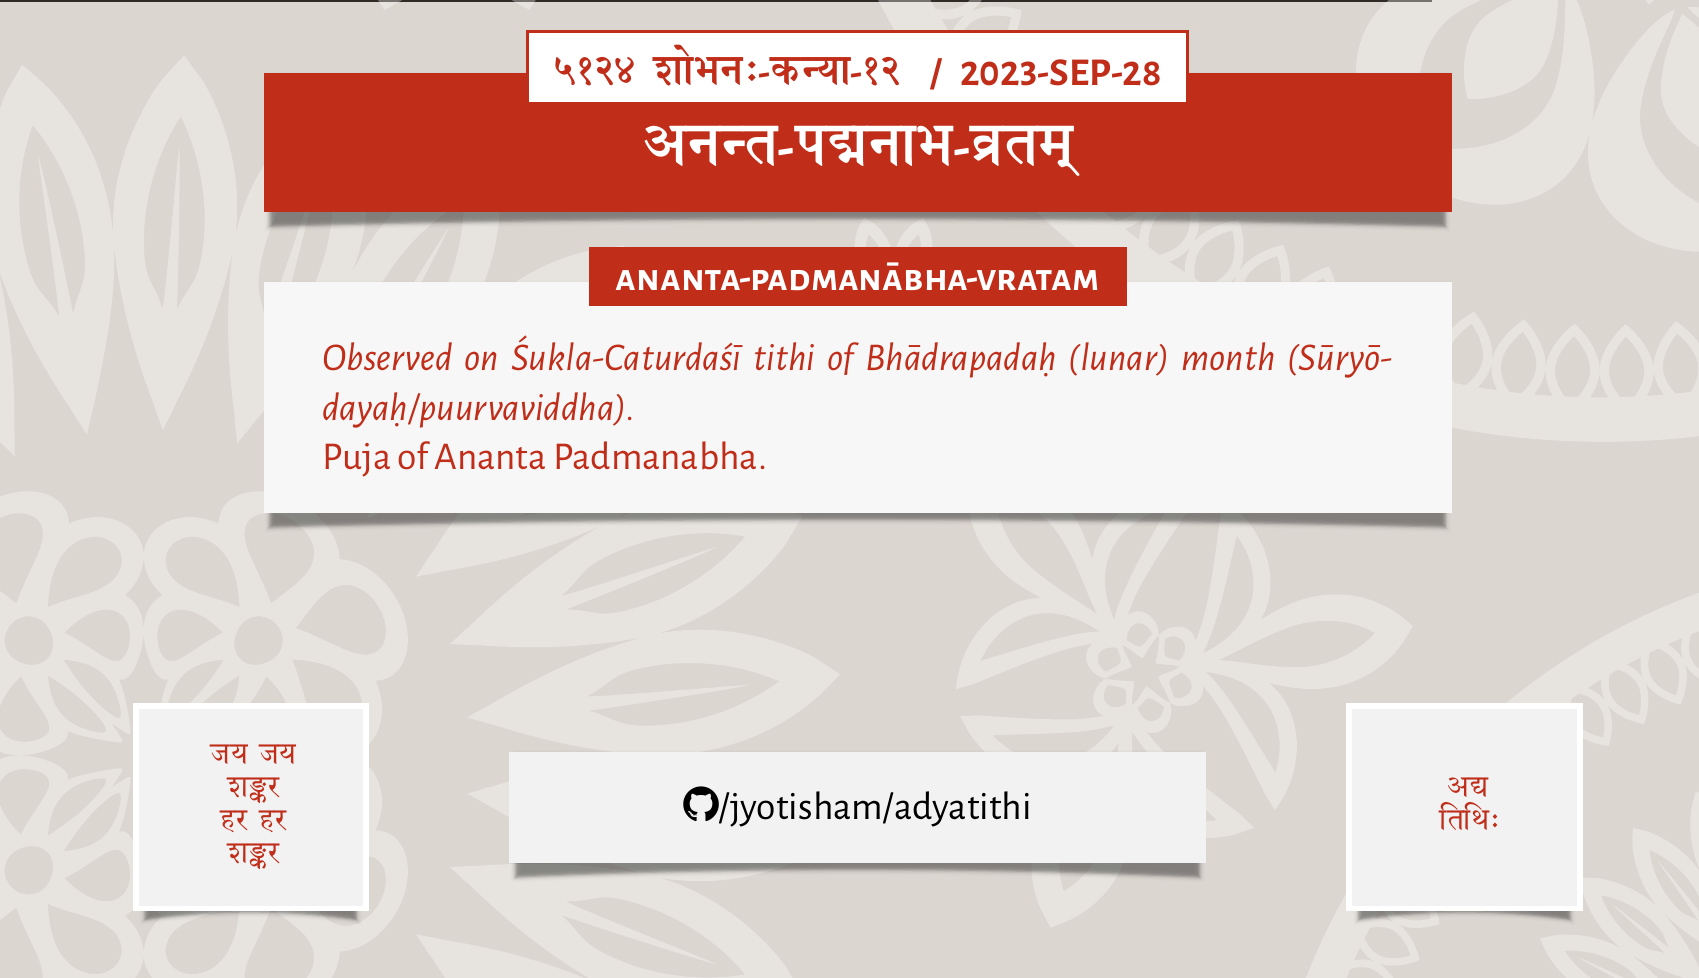 ५१२४ शोभनः-कन्या-१२ / 2023-SEP-28
अनन्त-पद्मनाभ-व्रतम्
ANANTA-PADMANĀBHA-VRATAM
Observed on Śukla-Caturdaśī tithi of Bhādrapadaḥ (lunar) month (Sūryō-
dayaḥ/puurvaviddha).
Puja of Ananta Padmanabha.
जय जय
शङ्कर
हर हर
शङ्कर
/jyotisham/adyatithi
अद्य
तिथिः